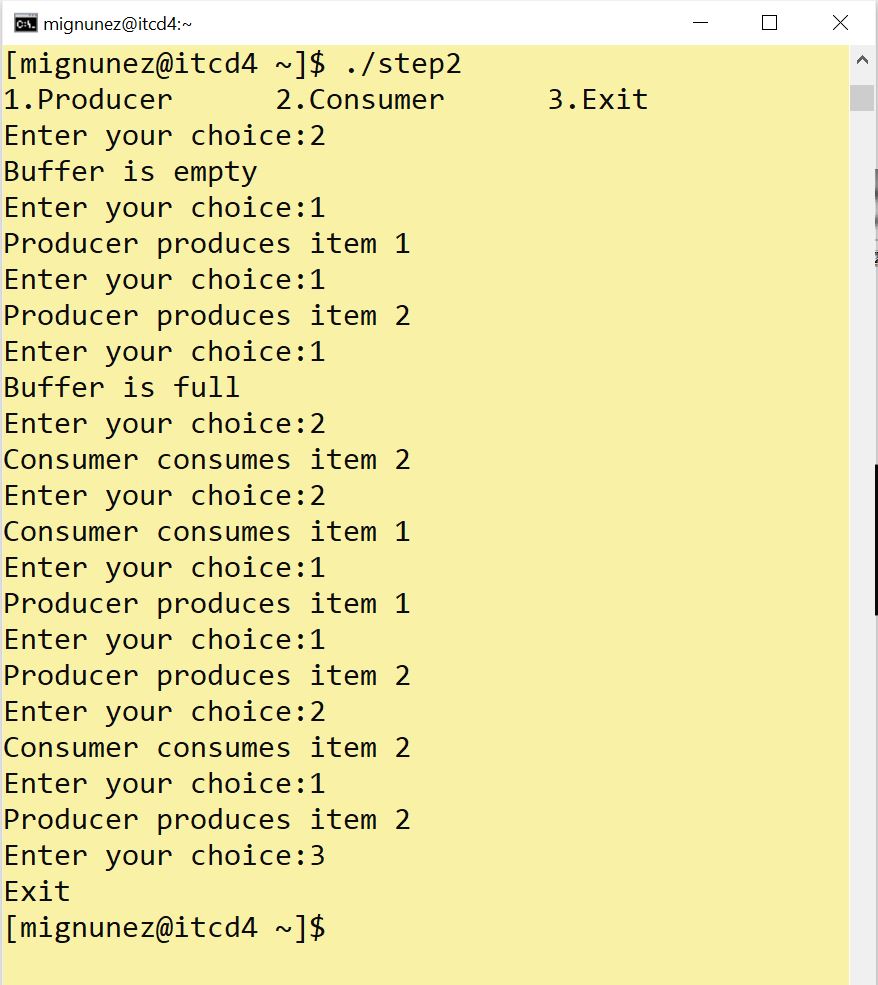 mignunez@itcd4:~
[mignunez@itcd4 ~]$ ./step2
1.Producer      2.Consumer      3.Exit
Enter your choice:2
Buffer is empty
Enter your choice:1
Producer produces item 1
Enter your choice:1
Producer produces item 2
Enter your choice:1
Buffer is full
Enter your choice:2
Consumer consumes item 2
Enter your choice:2
Consumer consumes item 1
Enter your choice:1
Producer produces item 1
Enter your choice:1
Producer produces item 2
Enter your choice:2
Consumer consumes item 2
Enter your choice:1
Producer produces item 2
Enter your choice:3
Exit
[mignunez@itcd4 ~]$